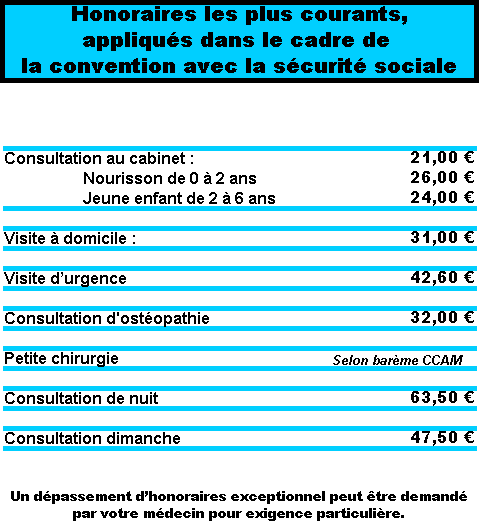 Honoraires les plus courants,
appliqués dans le cadre de
la convention avec la sécurité sociale
Consultation au cabinet : 21,00 €
Nourisson de 0 à 2 ans 26,00 €
Jeune enfant de 2 à 6 ans 24,00 €
Visite à domicile : 31,00 €
Visite d’urgence 42,60 €
Consultation d'ostéopathie 32,00 €
Petite chirurgie Selon barème CCAM
Consultation de nuit 63,50 €
Consultation dimanche 47,50 €
Un dépassement d’honoraires exceptionnel peut être demandé
par votre médecin pour exigence particulière.